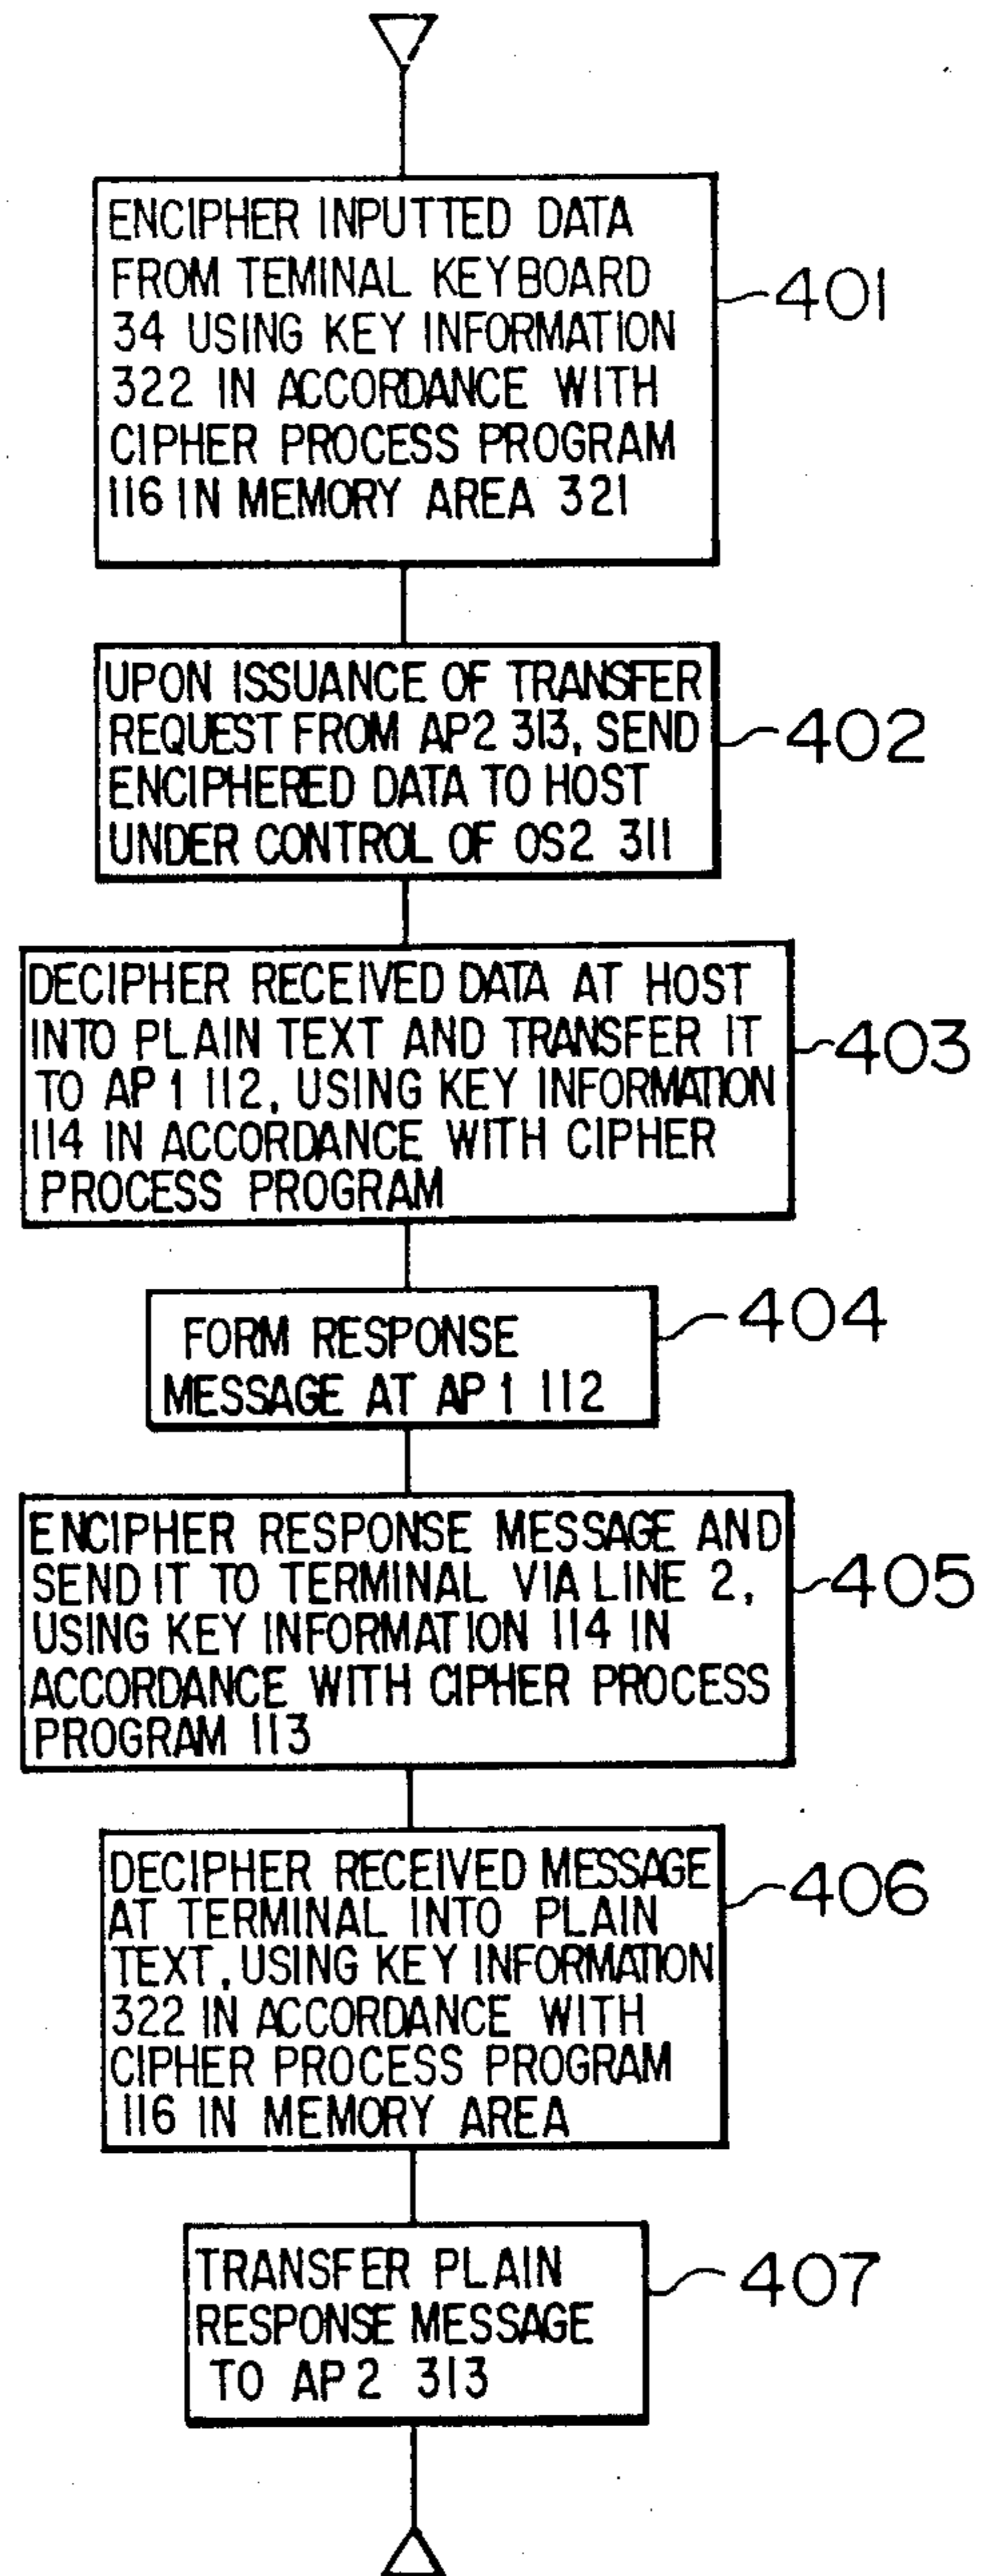 ENCIPHER INPUTTED DATA
FROM TEMINAL KEYBOARD
34 USING KEY INFORMATION
322 IN ACCORDANCE WITH
CIPHER PROCESS PROGRAM
116 IN MEMORY AREA 321
401
UPON ISSUANCE OF TRANSFER
REQUEST FROM AP2 313, SEND
ENCIPHERED DATA TO HOST
UNDER CONTROL OF OS2 311
402
DECIPHER RECEIVED DATA AT HOST
INTO PLAIN TEXT AND TRANSFER IT
TO AP 1 112, USING KEY INFORMATION
114 IN ACCORDANCE WITH CIPHER
PROCESS PROGRAM
403
FORM RESPONSE
MESSAGE AT AP 1 112
404
ENCIPHER RESPONSE MESSAGE AND
SEND IT TO TERMINAL VIA LINE 2,
USING KEY INFORMATION 114 IN
ACCORDANCE WITH CIPHER PROCESS
PROGRAM 113
405
DECIPHER RECEIVED MESSAGE
AT TERMINAL INTO PLAIN
TEXT, USING KEY INFORMATION
322 IN ACCORDANCE WITH
CIPHER PROCESS PROGRAM
116 IN MEMORY AREA
406
TRANSFER PLAIN
RESPONSE MESSAGE
TO AP 2 313
407